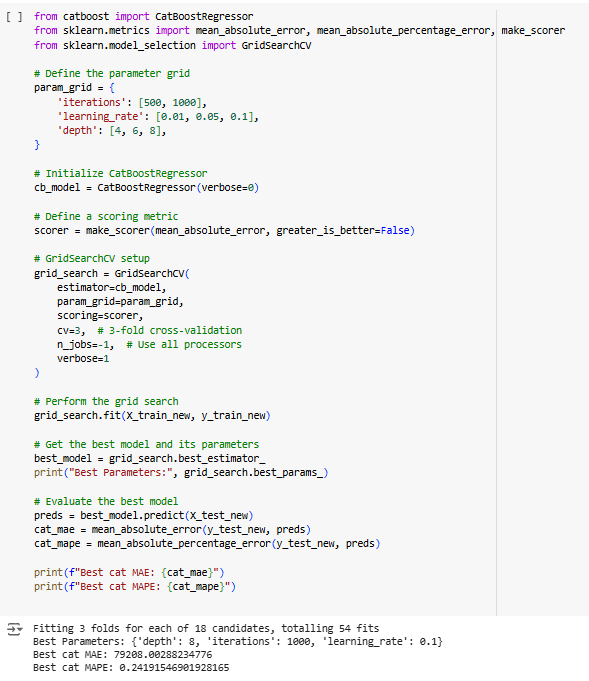 [ ] from catboost import CatBoostRegressor
from sklearn.metrics import mean_absolute_error, mean_absolute_percentage_error, make_scorer
from sklearn.model_selection import GridSearchCV
# Define the parameter grid
param_grid = {
'iterations': [500, 1000],
'learning_rate': [0.01, 0.05, 0.1],
'depth': [4, 6, 8],
}
# Initialize CatBoostRegressor
cb_model = CatBoostRegressor(verbose=0)
# Define a scoring metric
scorer = make_scorer(mean_absolute_error, greater_is_better=False)
# GridSearchCV setup
grid_search = GridSearchCV(
estimator=cb_model,
param_grid=param_grid,
scoring=scorer,
cv=3,  # 3-fold cross-validation
n_jobs=-1,  # Use all processors
verbose=1
)
# Perform the grid search
grid_search.fit(X_train_new, y_train_new)
# Get the best model and its parameters
best_model = grid_search.best_estimator_
print("Best Parameters:", grid_search.best_params_)
# Evaluate the best model
preds = best_model.predict(X_test_new)
cat_mae = mean_absolute_error(y_test_new, preds)
cat_mape = mean_absolute_percentage_error(y_test_new, preds)
print(f"Best cat MAE: {cat_mae}")
print(f"Best cat MAPE: {cat_mape}")
Fitting 3 folds for each of 18 candidates, totalling 54 fits
Best Parameters: {'depth': 8, 'iterations': 1000, 'learning_rate': 0.1}
Best cat MAE: 79208.00288234776
Best cat MAPE: 0.24191546901928165